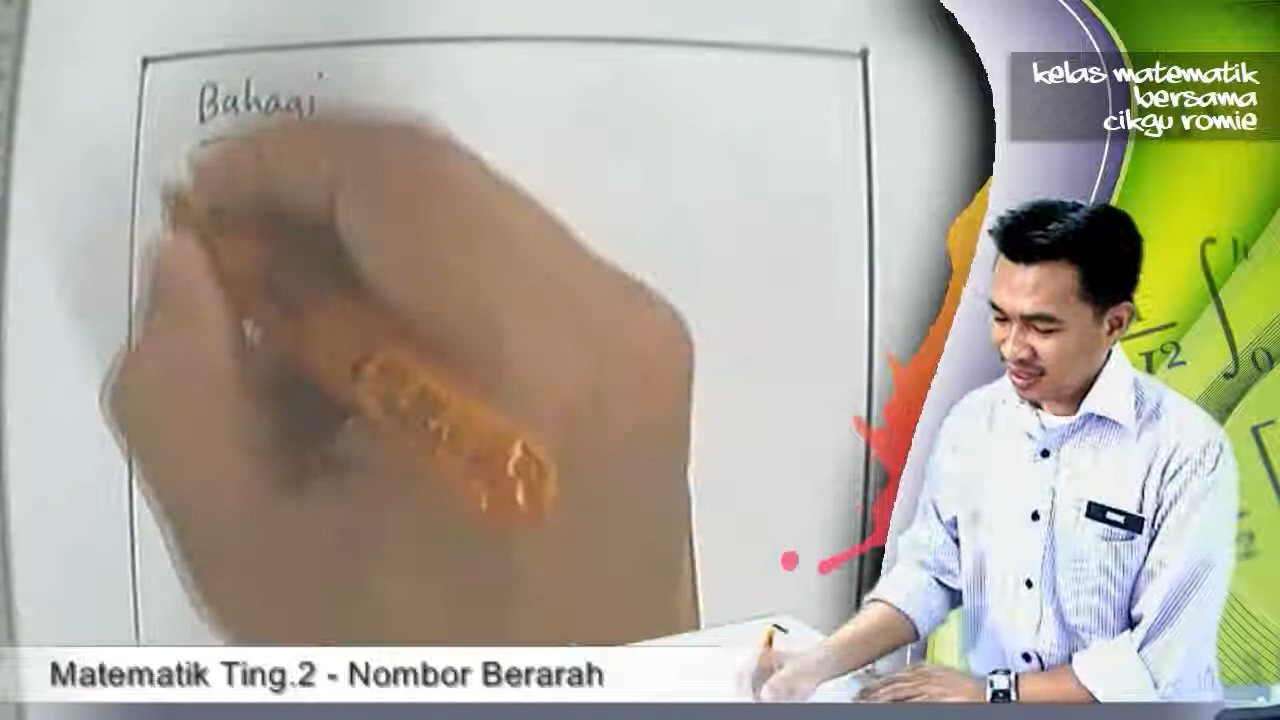 Bahagi
kelas matematik
bersama
cikgu romie
Matematik Ting.2 - Nombor Berarah